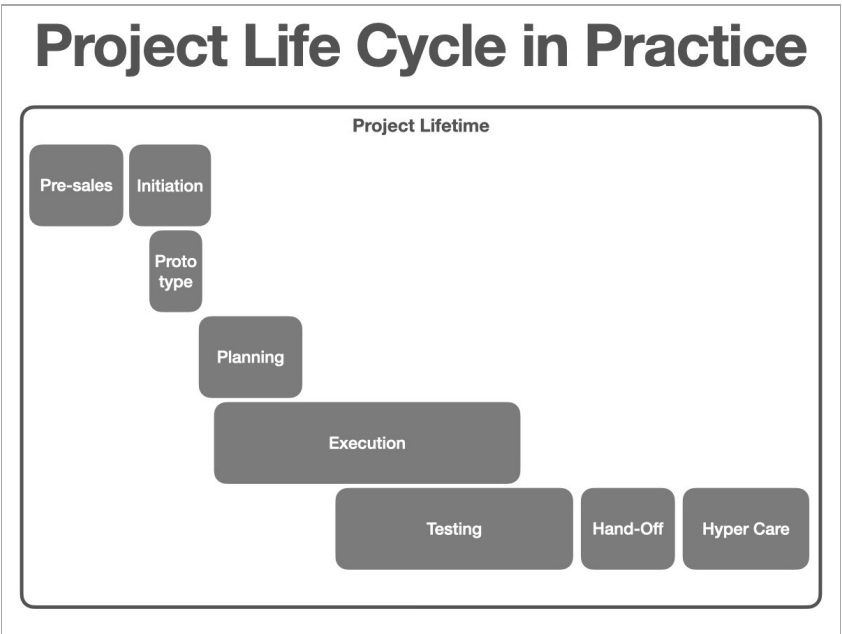 Project Life Cycle in Practice
Project Lifetime
Pre-sales
Initiation
Proto
type
Planning
Execution
Testing
Hand-Off
Hyper Care